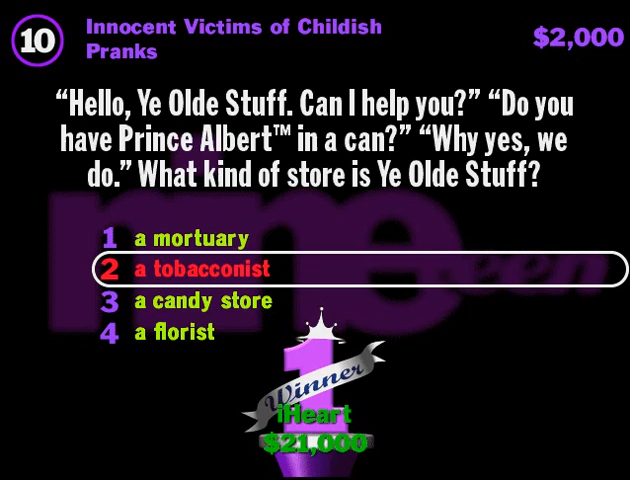 10
Innocent Victims of Childish
Pranks
$2,000
“Hello, Ye Olde Stuff. Can I help you?” “Do you
have Prince Albert™ in a can?” “Why yes, we
do.” What kind of store is Ye Olde Stuff?
1 a mortuary
2 a tobacconist
3 a candy store
4 a florist
nineteen
1
Winner
iHeart
$21,000